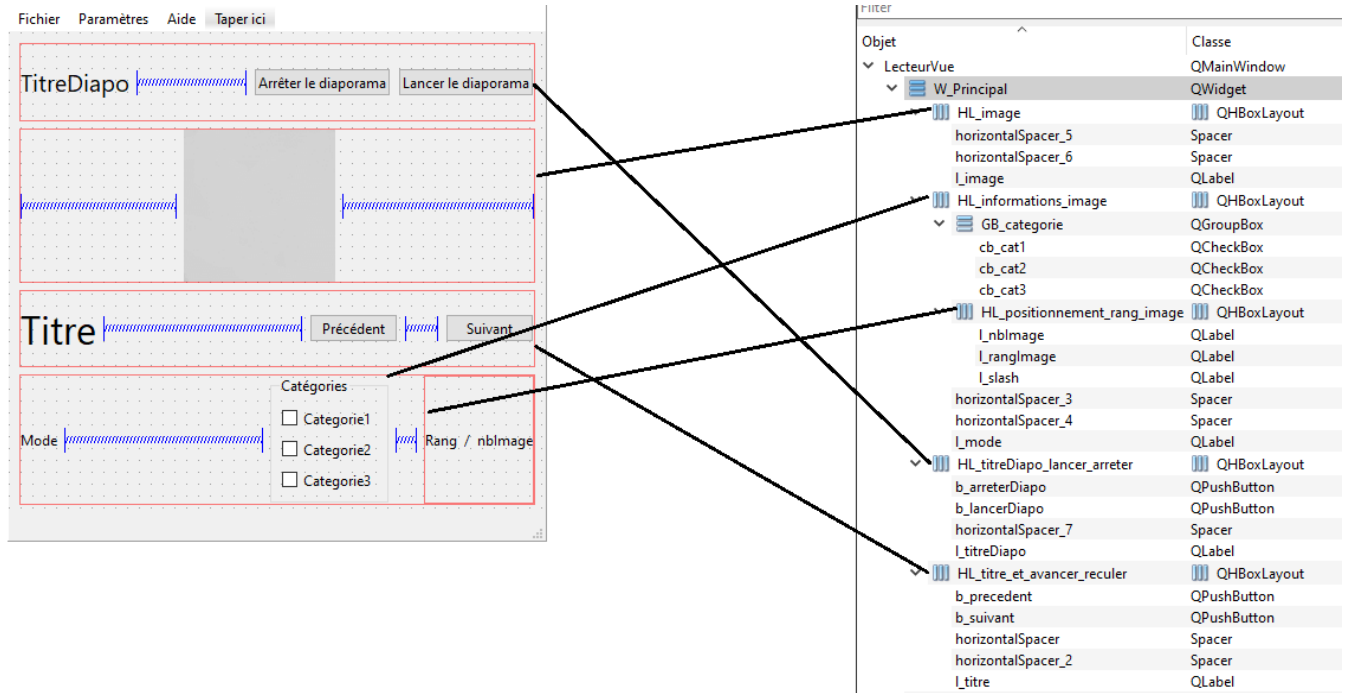 Fichier Paramètres Aide Taper ici
TitreDiapo Arrêter le diaporama Lancer le diaporama
Titre Précédent Suivant
Catégories
Categorie1
Mode Categorie2 Rang / nbImage
Categorie3
Filter
Objet Classe
LecteurVue QMainWindow
W_Principal QWidget
HL_image QHBoxLayout
horizontalSpacer_5 Spacer
horizontalSpacer_6 Spacer
l_image QLabel
HL_informations_image QHBoxLayout
GB_categorie QGroupBox
cb_cat1 QCheckBox
cb_cat2 QCheckBox
cb_cat3 QCheckBox
HL_positionnement_rang_image QHBoxLayout
l_nbImage QLabel
l_rangImage QLabel
l_slash QLabel
horizontalSpacer_3 Spacer
horizontalSpacer_4 Spacer
l_mode QLabel
HL_titreDiapo_lancer_arreter QHBoxLayout
b_arreterDiapo QPushButton
b_lancerDiapo QPushButton
horizontalSpacer_7 Spacer
l_titreDiapo QLabel
HL_titre_et_avancer_reculer QHBoxLayout
b_precedent QPushButton
b_suivant QPushButton
horizontalSpacer Spacer
horizontalSpacer_2 Spacer
l_titre QLabel